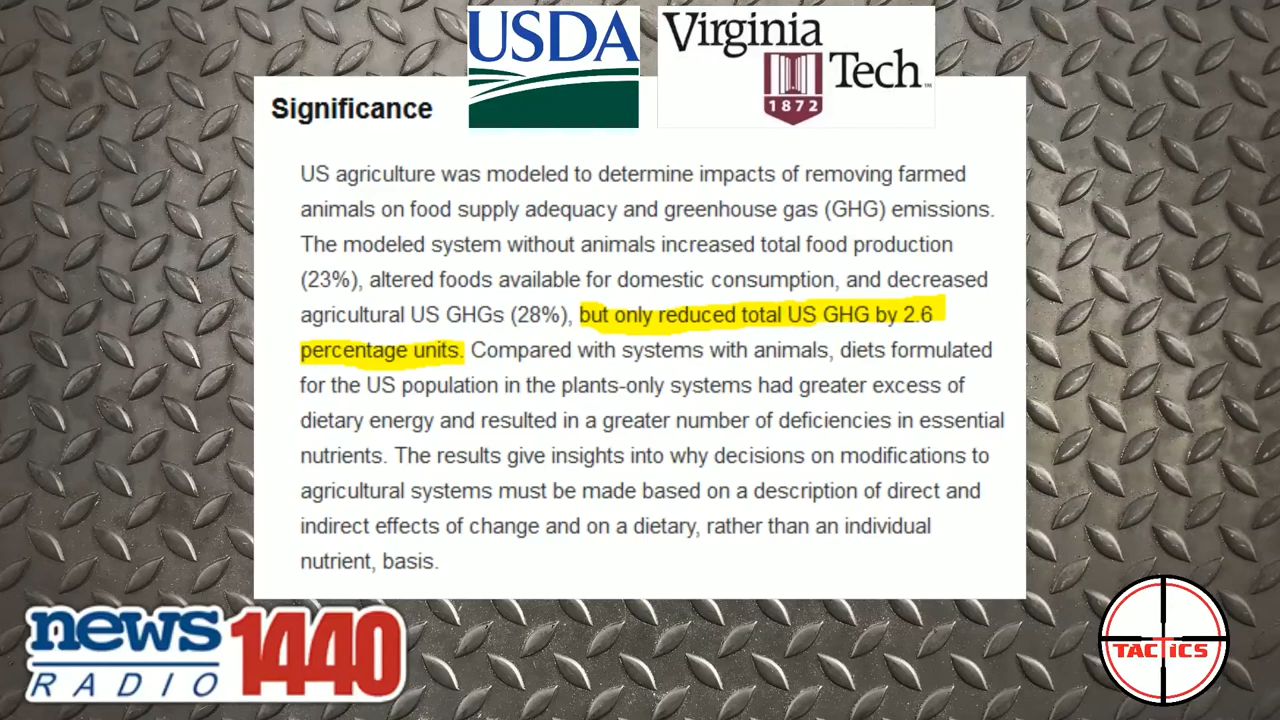 USDA
Virginia
Tech
1872
Significance
US agriculture was modeled to determine impacts of removing farmed
animals on food supply adequacy and greenhouse gas (GHG) emissions.
The modeled system without animals increased total food production
(23%), altered foods available for domestic consumption, and decreased
agricultural US GHGs (28%), but only reduced total US GHG by 2.6
percentage units. Compared with systems with animals, diets formulated
for the US population in the plants-only systems had greater excess of
dietary energy and resulted in a greater number of deficiencies in essential
nutrients. The results give insights into why decisions on modifications to
agricultural systems must be made based on a description of direct and
indirect effects of change and on a dietary, rather than an individual
nutrient, basis.
news 1440
RADIO
TACTICS